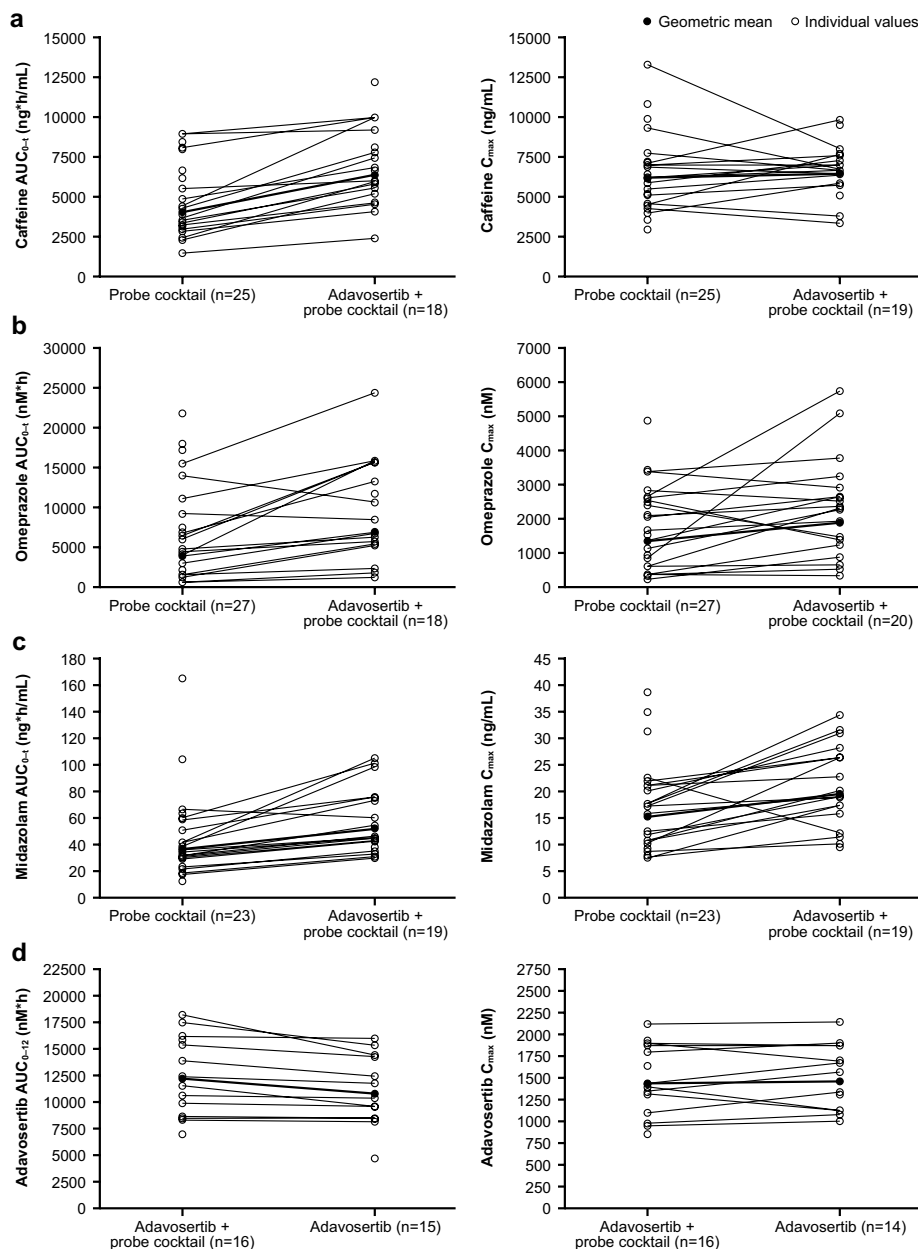 a
● Geometric mean ○ Individual values
Caffeine AUC0–t (ng*h/mL)
15000
12500
10000
7500
5000
2500
0
Probe cocktail (n=25)
Adavosertib +
probe cocktail (n=18)
Caffeine Cmax (ng/mL)
15000
12500
10000
7500
5000
2500
0
Probe cocktail (n=25)
Adavosertib +
probe cocktail (n=19)
b
Omeprazole AUC0–t (nM*h)
30000
25000
20000
15000
10000
5000
0
Probe cocktail (n=27)
Adavosertib +
probe cocktail (n=18)
Omeprazole Cmax (nM)
7000
6000
5000
4000
3000
2000
1000
0
Probe cocktail (n=27)
Adavosertib +
probe cocktail (n=20)
c
Midazolam AUC0–t (ng*h/mL)
180
160
140
120
100
80
60
40
20
0
Probe cocktail (n=23)
Adavosertib +
probe cocktail (n=19)
Midazolam Cmax (ng/mL)
45
40
35
30
25
20
15
10
5
0
Probe cocktail (n=23)
Adavosertib +
probe cocktail (n=19)
d
Adavosertib AUC0–12 (nM*h)
22500
20000
17500
15000
12500
10000
7500
5000
2500
0
Adavosertib +
probe cocktail (n=16)
Adavosertib (n=15)
Adavosertib Cmax (nM)
2750
2500
2250
2000
1750
1500
1250
1000
750
500
250
0
Adavosertib +
probe cocktail (n=16)
Adavosertib (n=14)